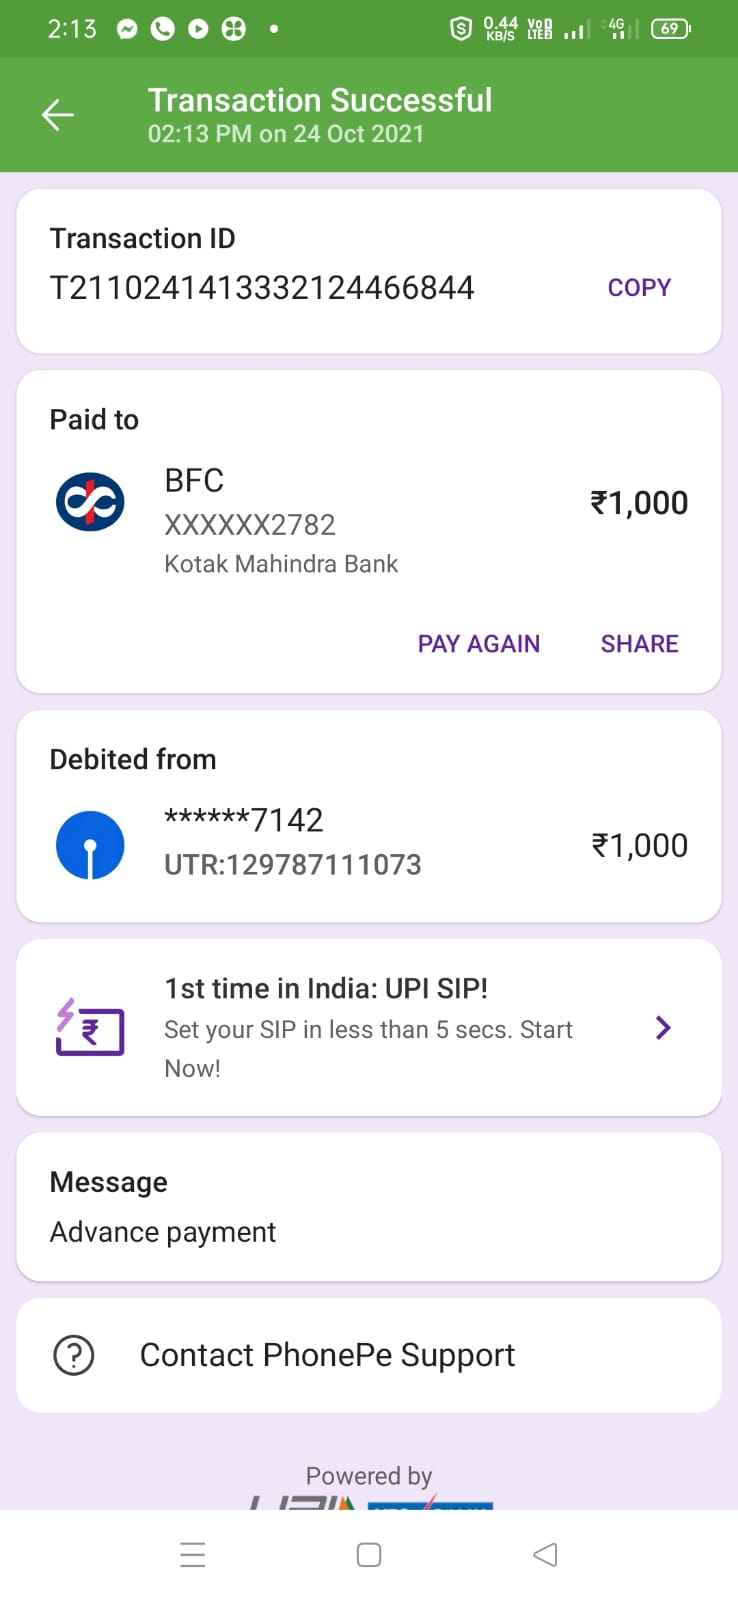 2:13
0.44 KB/S
4G
69
Transaction Successful
02:13 PM on 24 Oct 2021
Transaction ID
T2110241413332124466844
COPY
Paid to
BFC
₹1,000
XXXXXX2782
Kotak Mahindra Bank
PAY AGAIN SHARE
Debited from
******7142
₹1,000
UTR:129787111073
1st time in India: UPI SIP!
Set your SIP in less than 5 secs. Start
Now!
Message
Advance payment
Contact PhonePe Support
Powered by